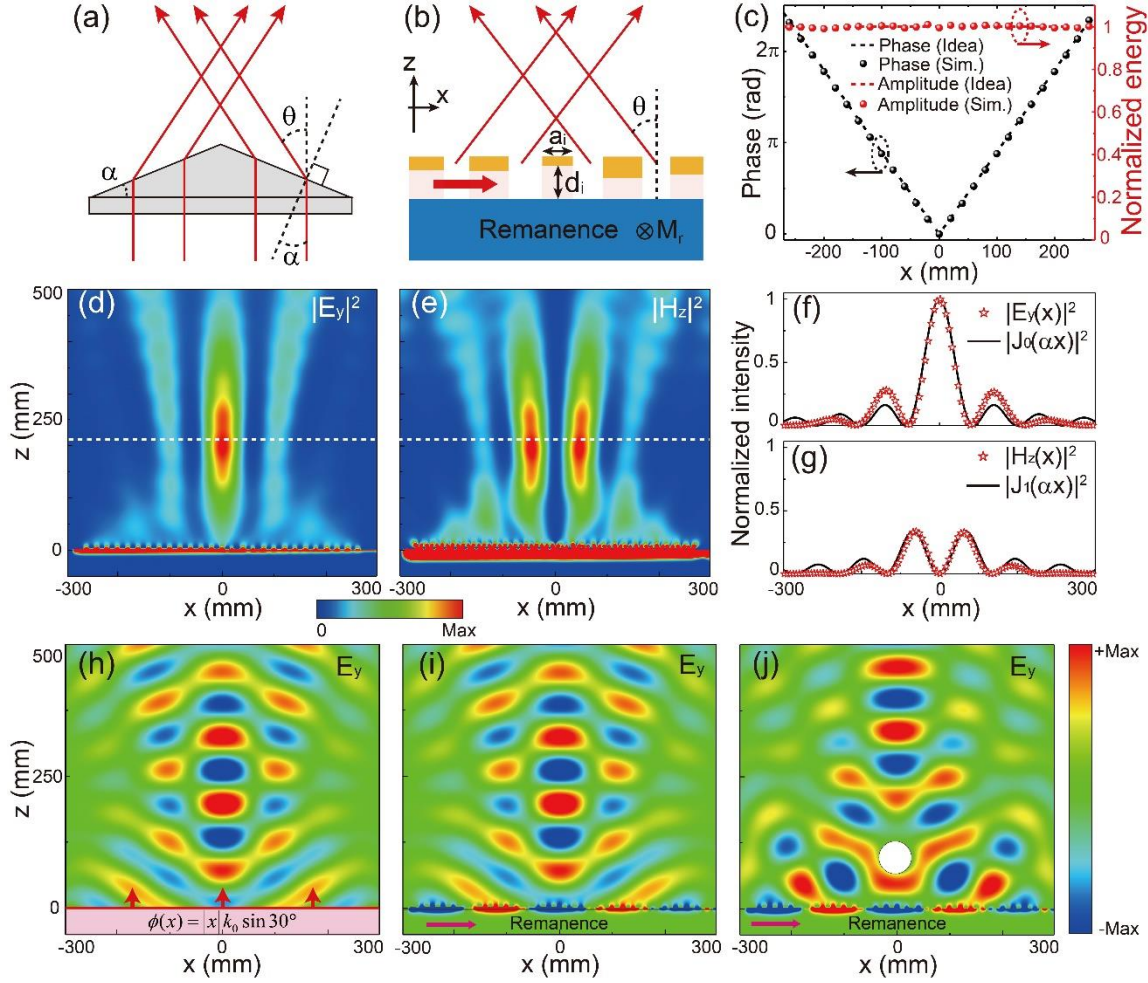 (a)
θ
α
α
(b)
z
x
θ
aᵢ
dᵢ
Remanence ⊗Mᵣ
(c)
Phase (rad)
2π
π
0
Phase (Idea)
Phase (Sim.)
Amplitude (Idea)
Amplitude (Sim.)
1
0.8
0.6
0.4
0.2
0
Normalized energy
-200 -100 0 100 200
x (mm)
(d)
|Ey|²
(e)
|Hz|²
500
250
0
z (mm)
-300 0 300
x (mm)
-300 0 300
x (mm)
0 Max
(f)
|Ey(x)|²
|J₀(αx)|²
1
0.5
0
(g)
|Hz(x)|²
|J₁(αx)|²
1
0.5
0
Normalized intensity
-300 0 300
x (mm)
(h)
Ey
500
250
0
z (mm)
ϕ(x) = |x|k₀ sin 30°
-300 0 300
x (mm)
(i)
Ey
Remanence
-300 0 300
x (mm)
(j)
Ey
Remanence
-300 0 300
x (mm)
+Max
-Max